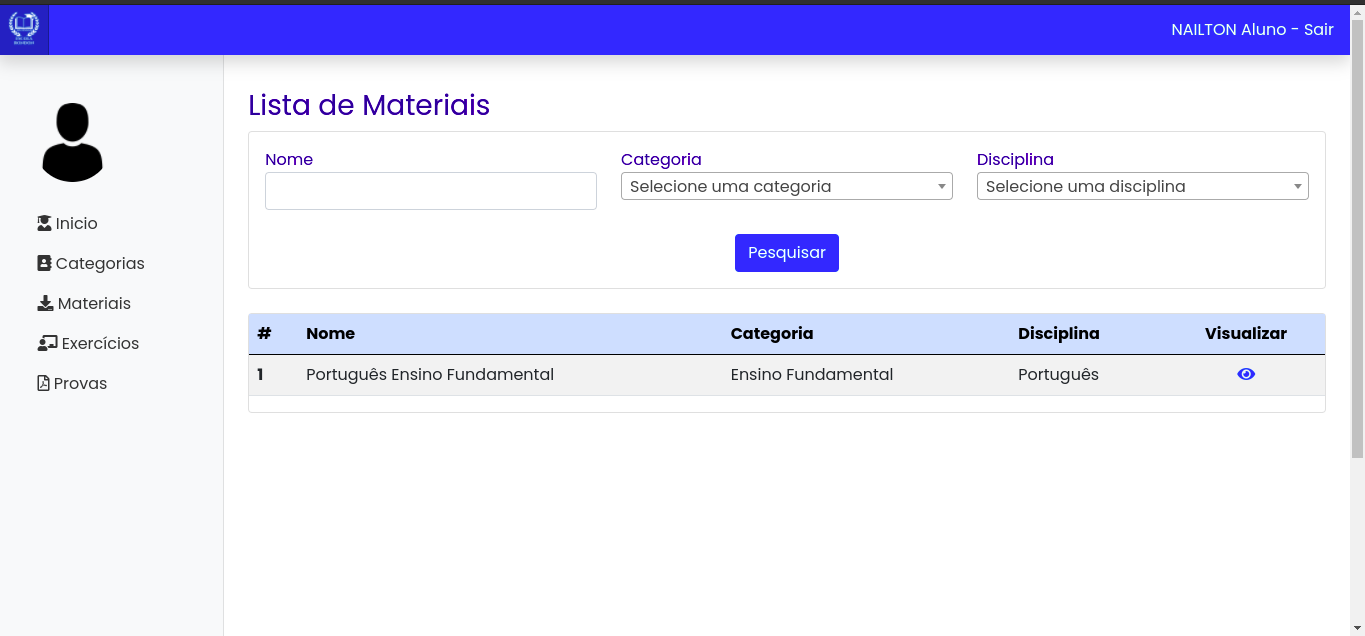 NAILTON Aluno - Sair
Inicio
Categorias
Materiais
Exercícios
Provas
Lista de Materiais
Nome Categoria Disciplina
Selecione uma categoria Selecione uma disciplina
Pesquisar
# Nome Categoria Disciplina Visualizar
1 Português Ensino Fundamental Ensino Fundamental Português